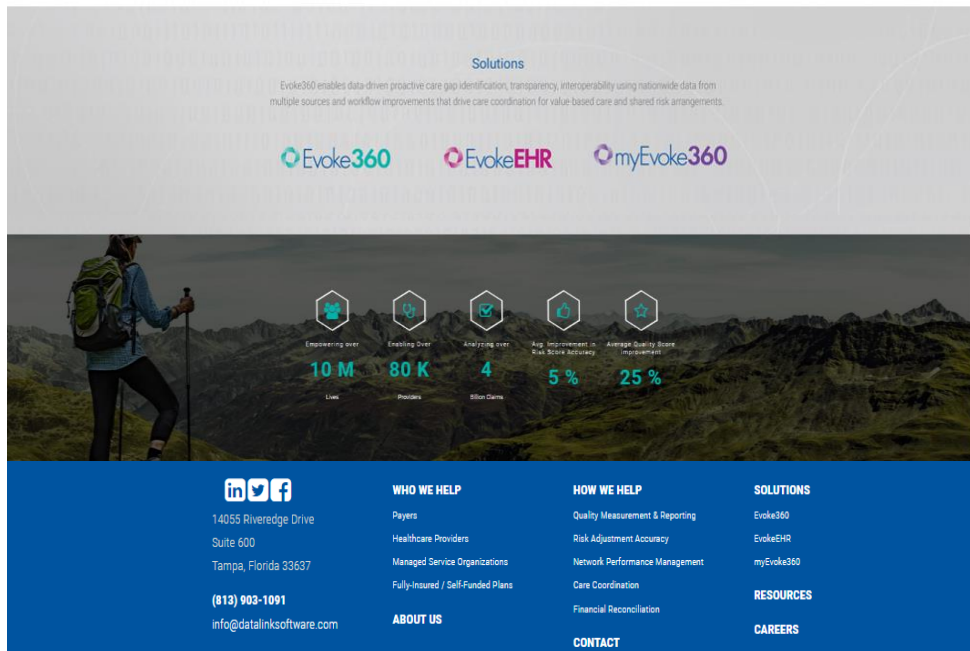 Solutions
Evoke360 enables data-driven proactive care gap identification, transparency, interoperability using nationwide data from
multiple sources and workflow improvements that drive care coordination for value-based care and shared risk arrangements.
Evoke360
EvokeEHR
myEvoke360
Empowering over
10 M
Lives
Enabling Over
80 K
Providers
Analyzing over
4
Billion Claims
Avg. Improvement in
Risk Score Accuracy
5 %
Average Quality Score
improvement
25 %
14055 Riveredge Drive
Suite 600
Tampa, Florida 33637
(813) 903-1091
info@datalinksoftware.com
WHO WE HELP
Payers
Healthcare Providers
Managed Service Organizations
Fully-Insured / Self-Funded Plans
ABOUT US
HOW WE HELP
Quality Measurement & Reporting
Risk Adjustment Accuracy
Network Performance Management
Care Coordination
Financial Reconciliation
CONTACT
SOLUTIONS
Evoke360
EvokeEHR
myEvoke360
RESOURCES
CAREERS